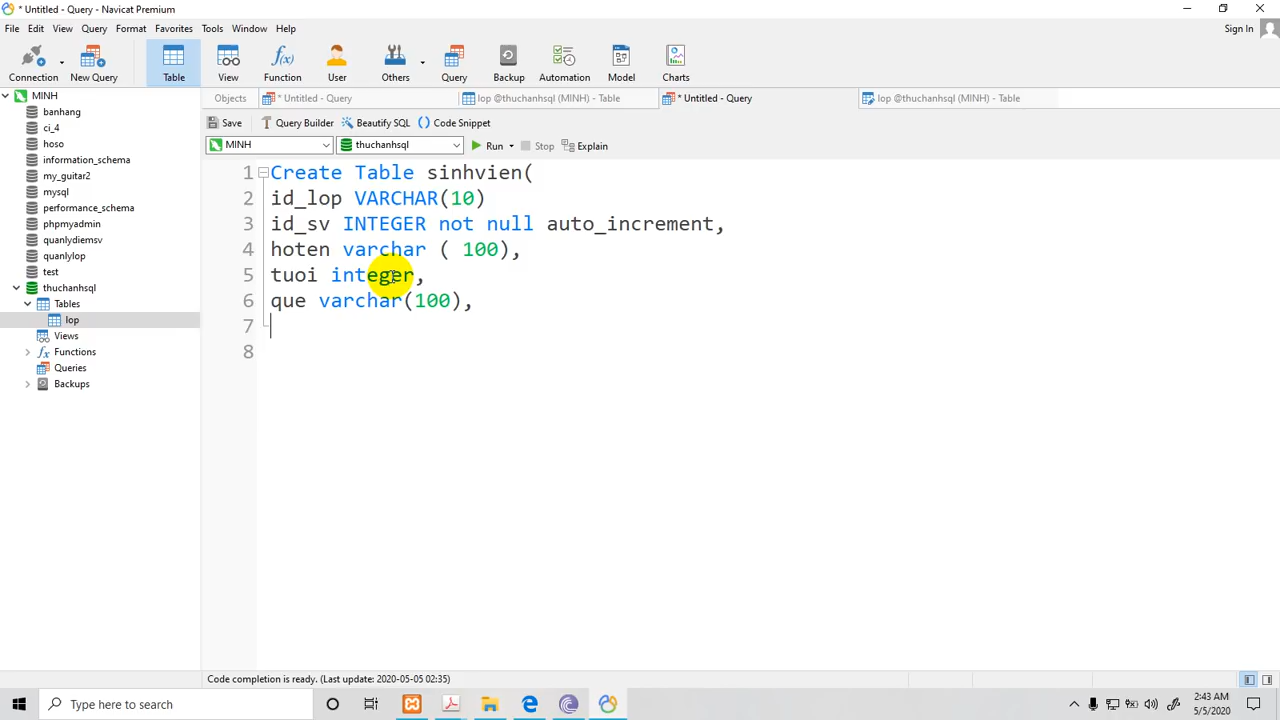 * Untitled - Query - Navicat Premium
File Edit View Query Format Favorites Tools Window Help
Sign In
Connection New Query Table View Function User Others Query Backup Automation Model Charts
MINH
banhang
ci_4
hoso
information_schema
my_guitar2
mysql
performance_schema
phpmyadmin
quanlydiemsv
quanlylop
test
thuchanhsql
Tables
lop
Views
Functions
Queries
Backups
Objects * Untitled - Query lop @thuchanhsql (MINH) - Table * Untitled - Query lop @thuchanhsql (MINH) - Table
Save Query Builder Beautify SQL () Code Snippet
MINH thuchanhsql Run Stop Explain
1 Create Table sinhvien(
2 id_lop VARCHAR(10)
3 id_sv INTEGER not null auto_increment,
4 hoten varchar ( 100),
5 tuoi integer,
6 que varchar(100),
7
8
Code completion is ready. (Last update: 2020-05-05 02:35)
Type here to search
2:43 AM
5/5/2020